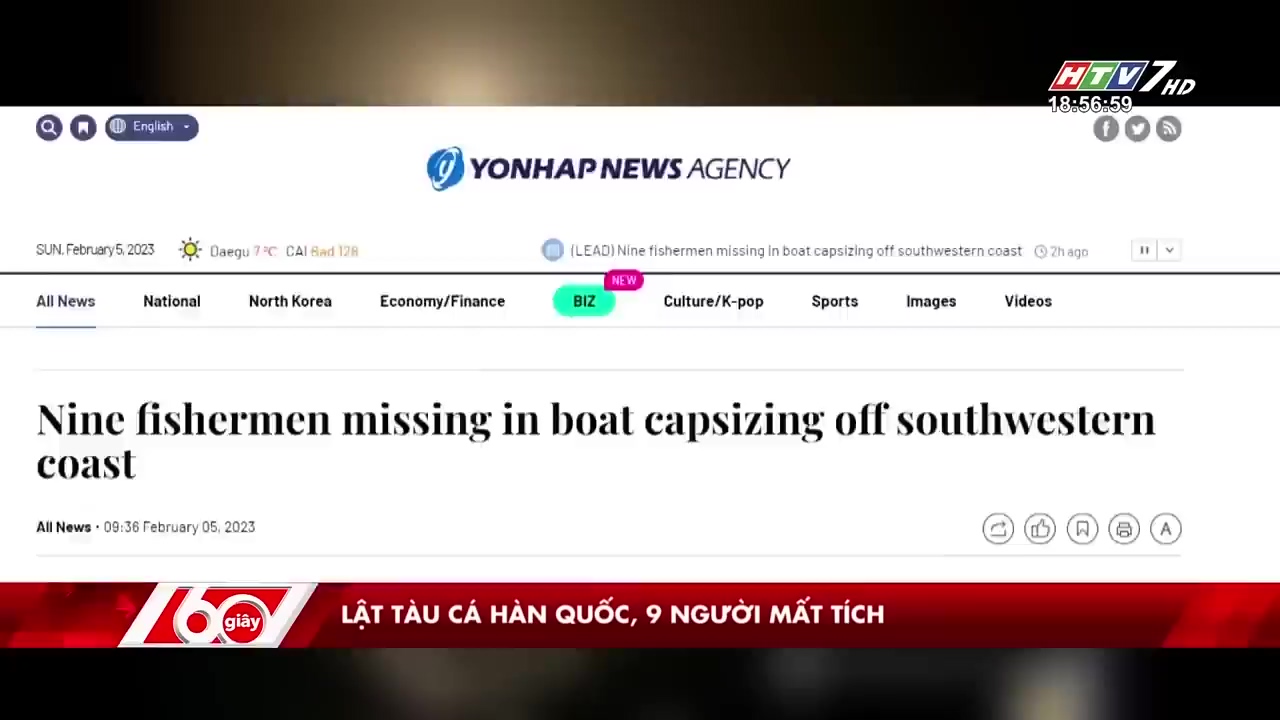 HTV7 HD
18:56:59
English
YONHAP NEWS AGENCY
SUN. February 5, 2023
Daegu 7 ℃ CAI Bad 128
(LEAD) Nine fishermen missing in boat capsizing off southwestern coast
2h ago
NEW
All News National North Korea Economy/Finance BIZ Culture/K-pop Sports Images Videos
Nine fishermen missing in boat capsizing off southwestern
coast
All News · 09:36 February 05, 2023
A
60 giây
LẬT TÀU CÁ HÀN QUỐC, 9 NGƯỜI MẤT TÍCH